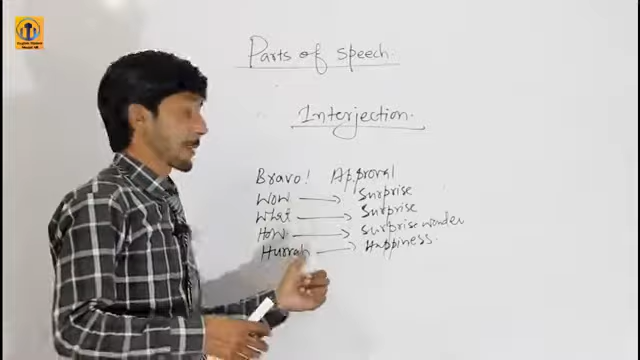 Parts of speech.
Interjection.
Bravo! Approval
Wow → Surprise
What → Surprise
How → Surprise wonder
Hurrah → Happiness.